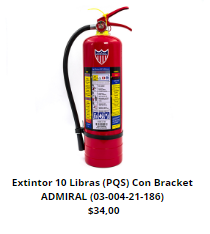 Extintor 10 Libras (PQS) Con Bracket
ADMIRAL (03-004-21-186)
$34,00